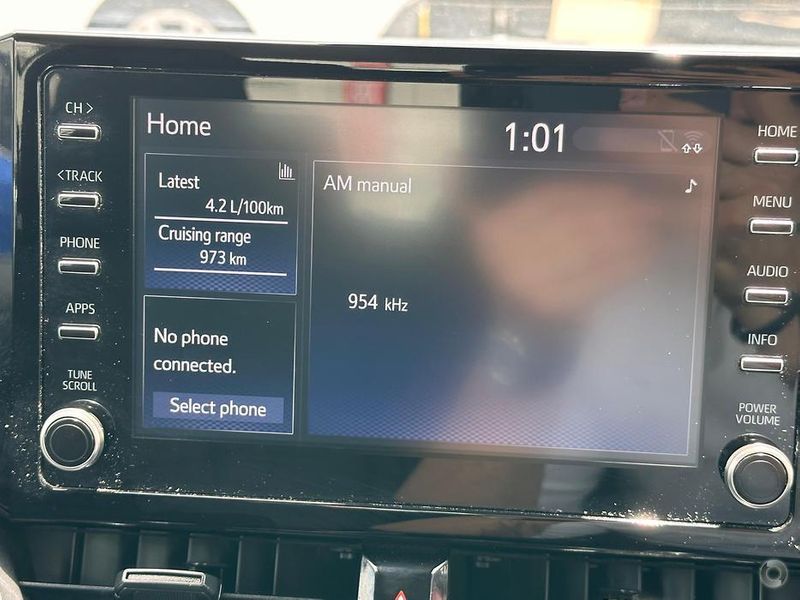 CH >
< TRACK
PHONE
APPS
TUNE
SCROLL
Home
1:01
Latest
4.2 L/100km
Cruising range
973 km
No phone
connected.
Select phone
AM manual
954 kHz
HOME
MENU
AUDIO
INFO
POWER
VOLUME